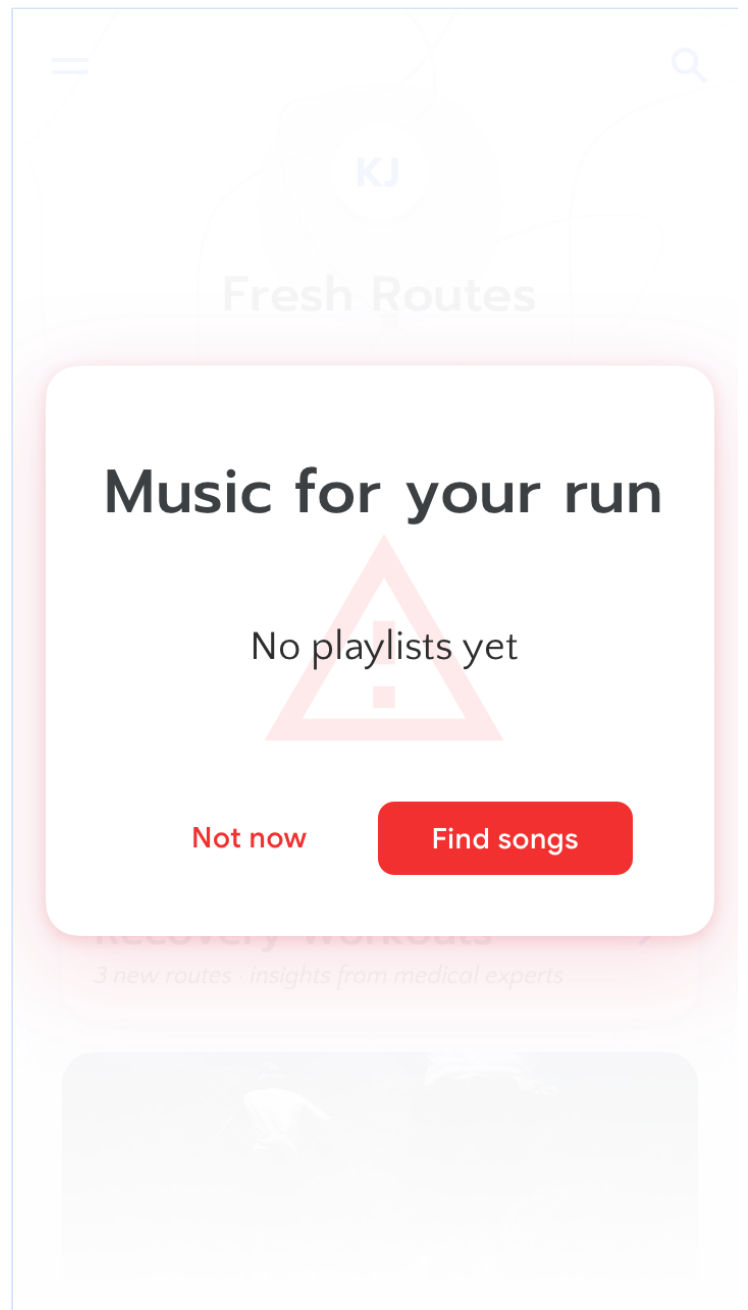 KJ
Fresh Routes
Music for your run
No playlists yet
Not now
Find songs
Recovery workouts
3 new routes · insights from medical experts